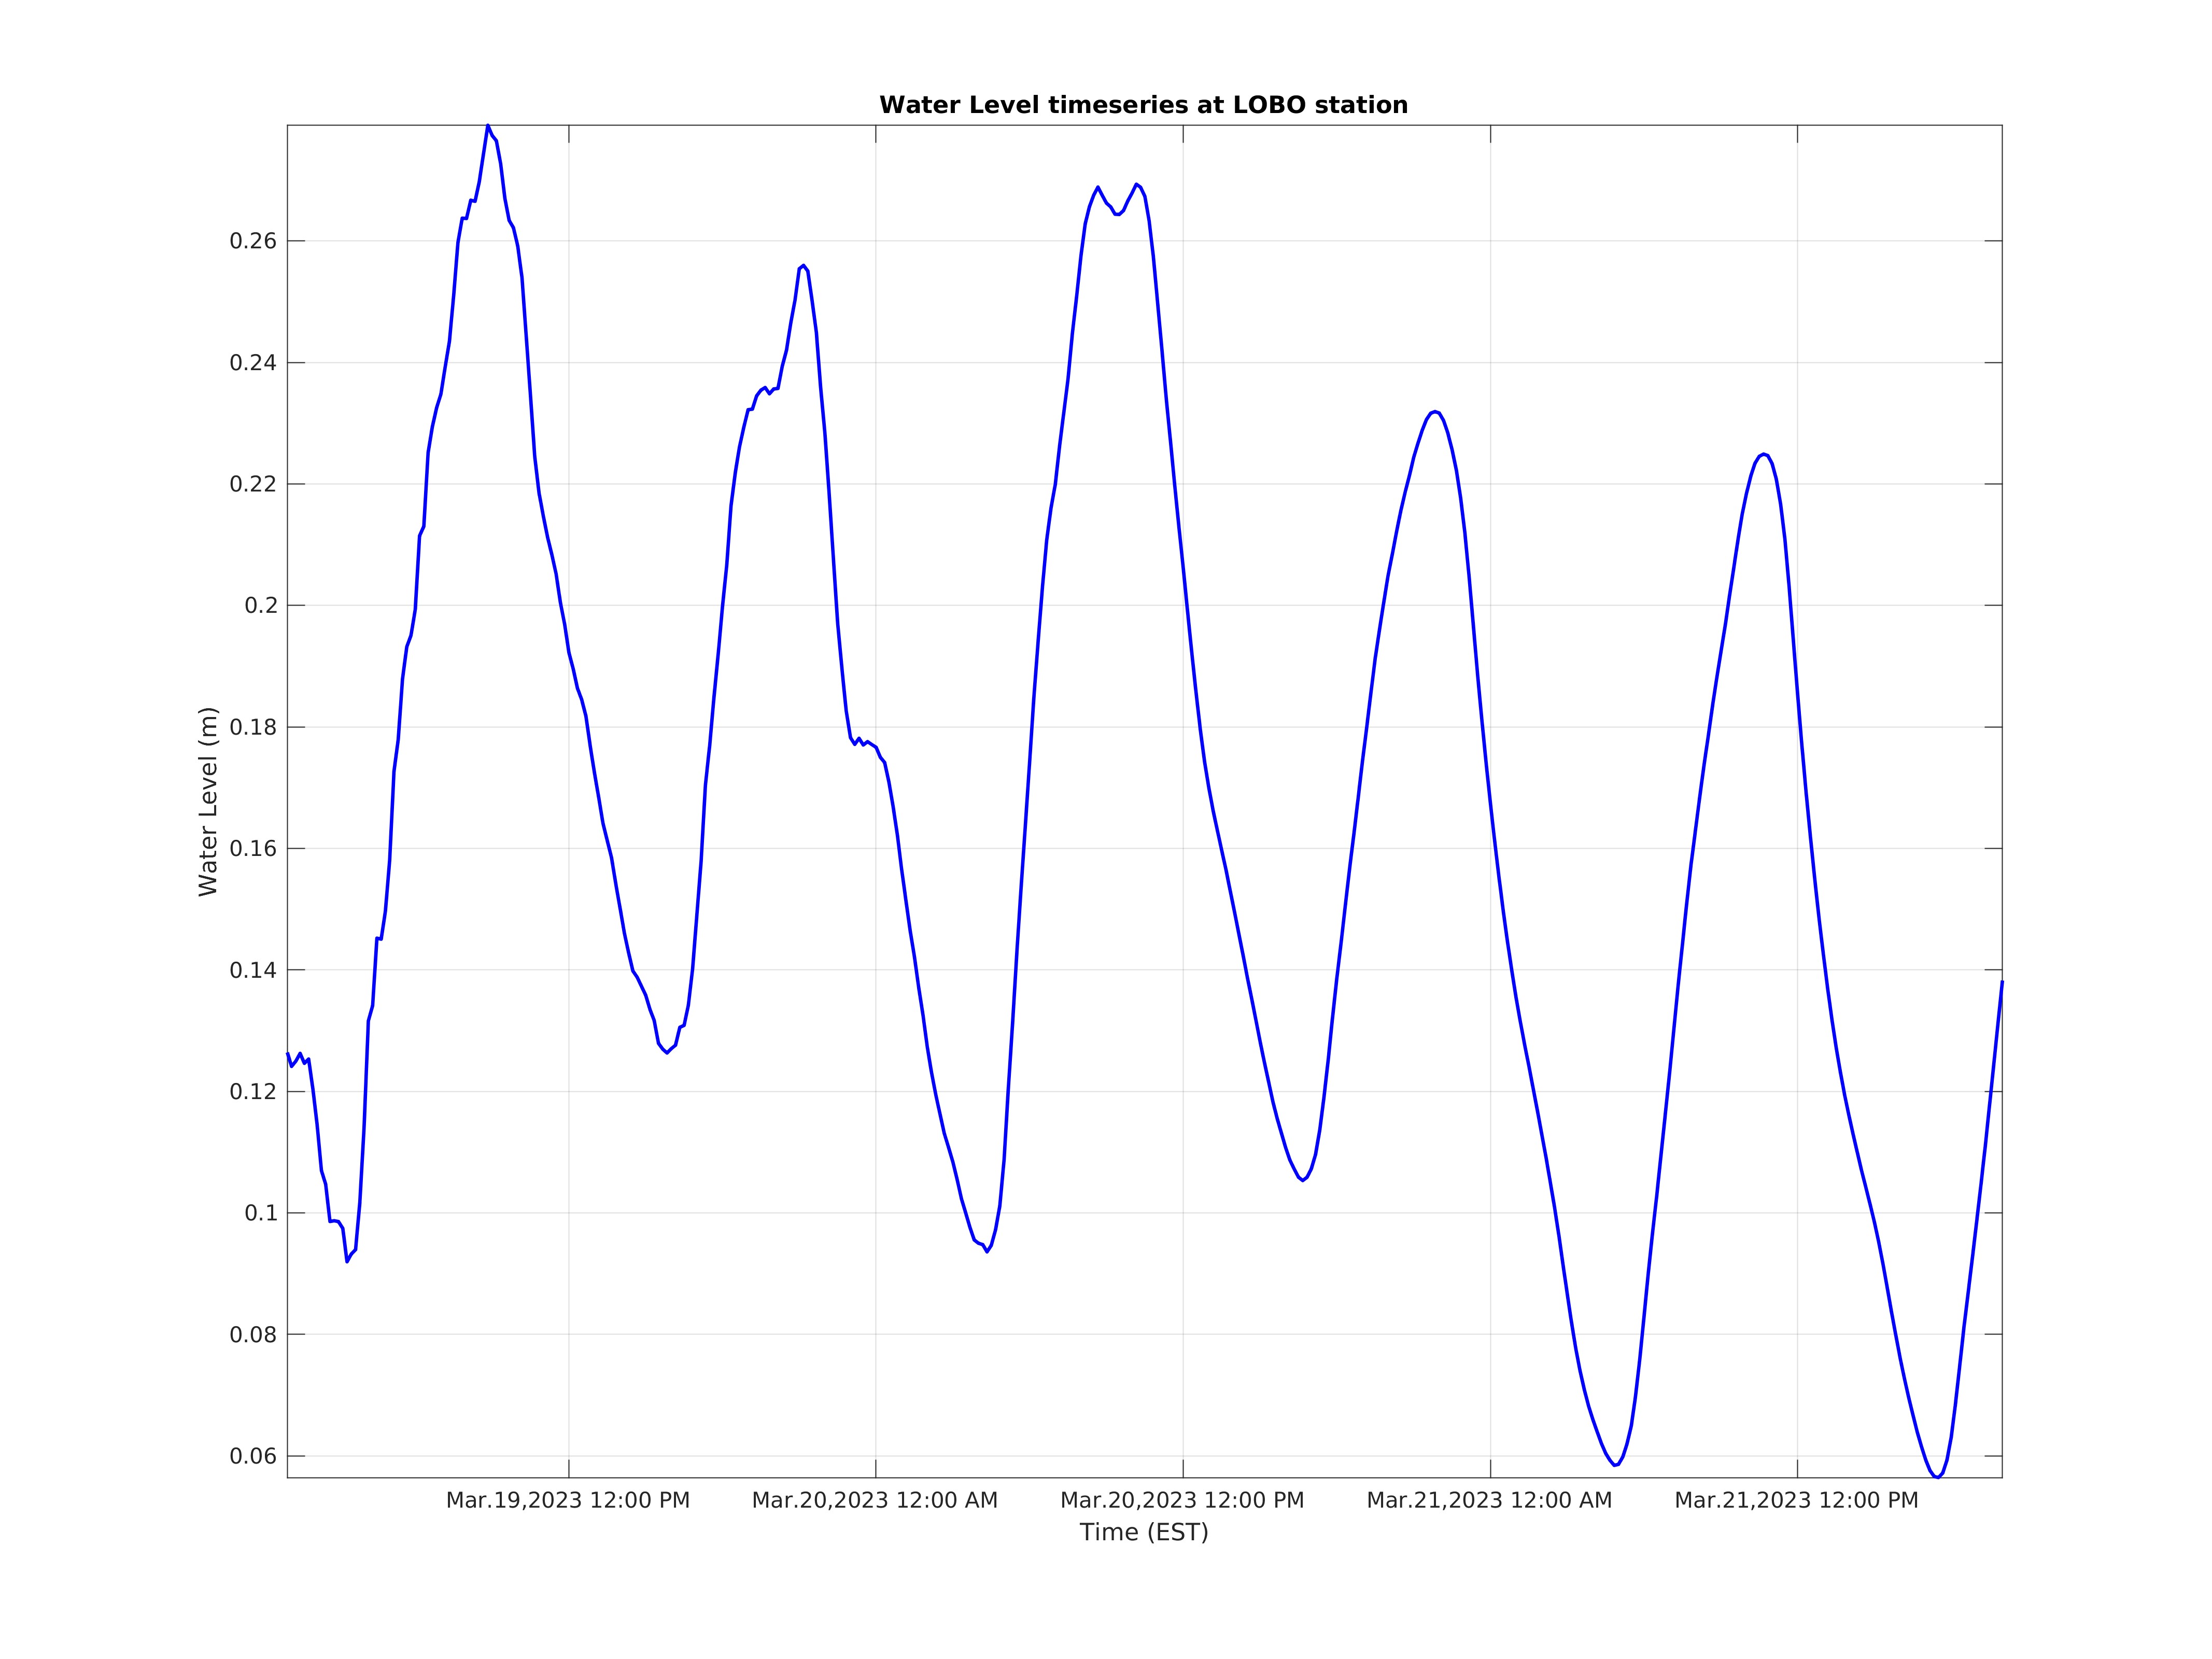 Water Level timeseries at LOBO station
0.26
0.24
0.22
0.2
0.18
0.16
0.14
0.12
0.1
0.08
0.06
Water Level (m)
Mar.19,2023 12:00 PM
Mar.20,2023 12:00 AM
Mar.20,2023 12:00 PM
Mar.21,2023 12:00 AM
Mar.21,2023 12:00 PM
Time (EST)